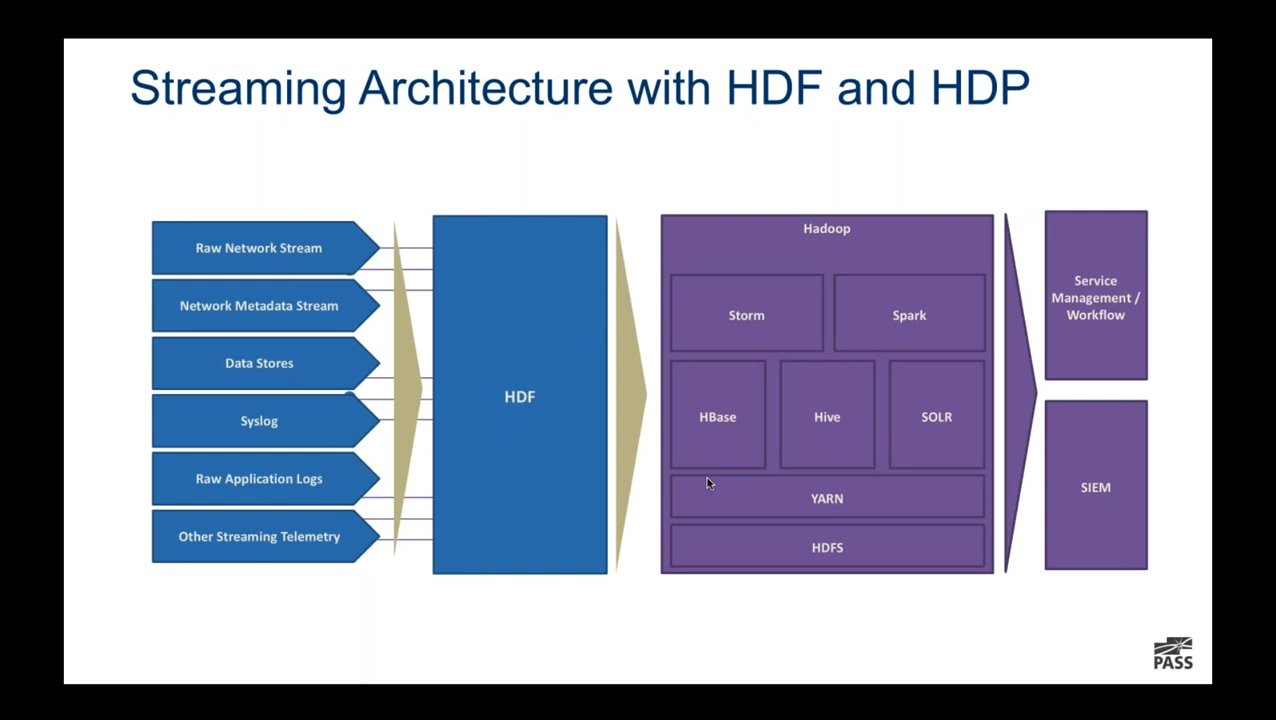 Streaming Architecture with HDF and HDP
Raw Network Stream
Network Metadata Stream
Data Stores
Syslog
Raw Application Logs
Other Streaming Telemetry
HDF
Hadoop
Storm
Spark
HBase
Hive
SOLR
YARN
HDFS
Service
Management /
Workflow
SIEM
PASS